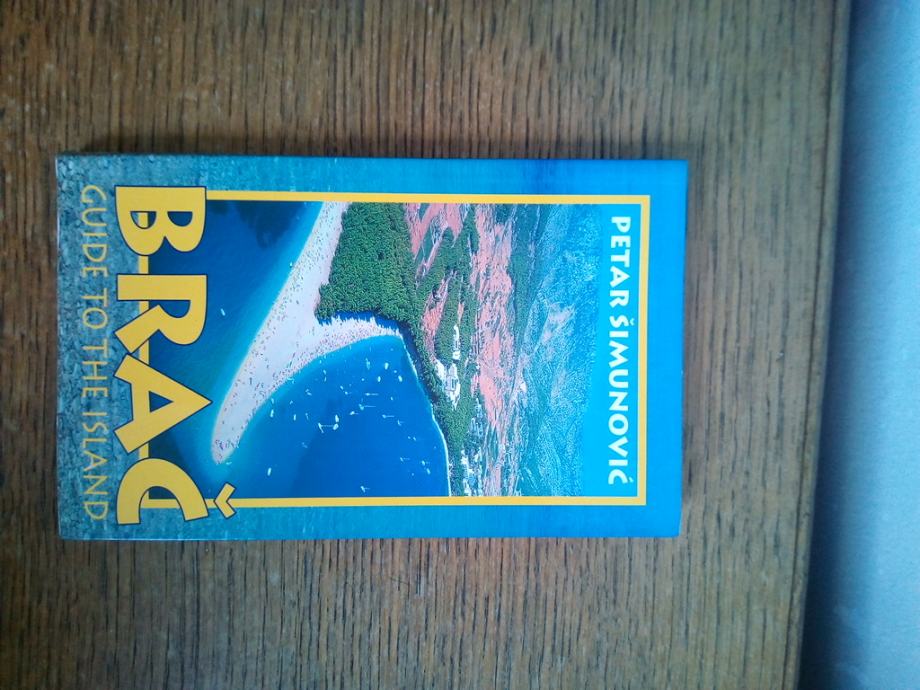 PETAR ŠIMUNOVIĆ
BRAČ
GUIDE TO THE ISLAND